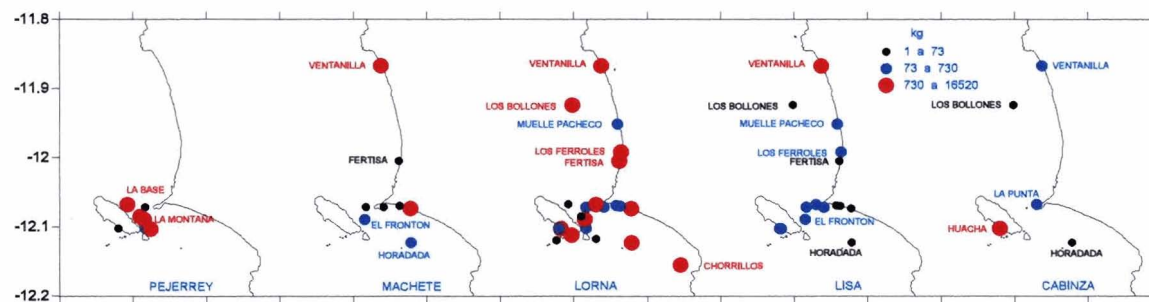 -11.8
-11.9
-12
-12.1
-12.2
LA BASE
LA MONTAÑA
PEJERREY
VENTANILLA
FERTISA
EL FRONTON
HORADADA
MACHETE
VENTANILLA
LOS BOLLONES
MUELLE PACHECO
LOS FERROLES
FERTISA
CHORRILLOS
LORNA
VENTANILLA
LOS BOLLONES
MUELLE PACHECO
LOS FERROLES
FERTISA
EL FRONTON
HORADADA
LISA
kg
1 a 73
73 a 730
730 a 16520
VENTANILLA
LOS BOLLONES
LA PUNTA
HUACHA
HORADADA
CABINZA